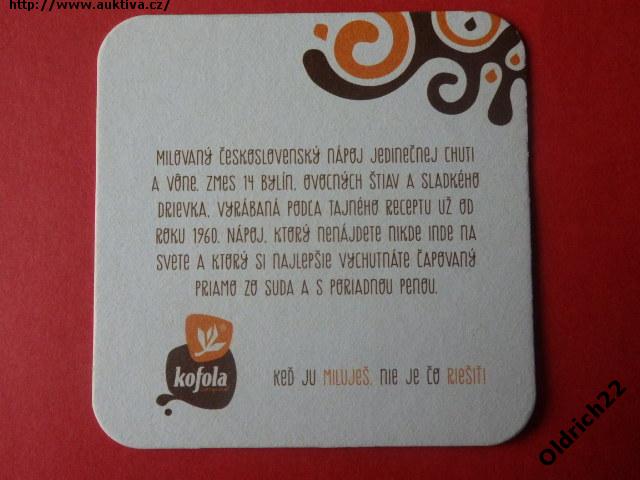 http://www.auktiva.cz/
MILOVANÝ ČESKOSLOVENSKÝ NÁPOJ JEDINEČNEJ CHUTI
A VÔNE. ZMES 14 BYLÍN, OVOCNÝCH ŠTIAV A SLADKÉHO
DRIEVKA, VYRÁBANÁ PODĽA TAJNÉHO RECEPTU UŽ OD
ROKU 1960. NÁPOJ, KTORÝ NENÁJDETE NIKDE INDE NA
SVETE A KTORÝ SI NAJLEPŠIE VYCHUTNÁTE ČAPOVANÝ
PRIAMO ZO SUDA A S PORIADNOU PENOU.
kofola
KEĎ JU MILUJEŠ, NIE JE ČO RIEŠIŤ!
Oldrich22